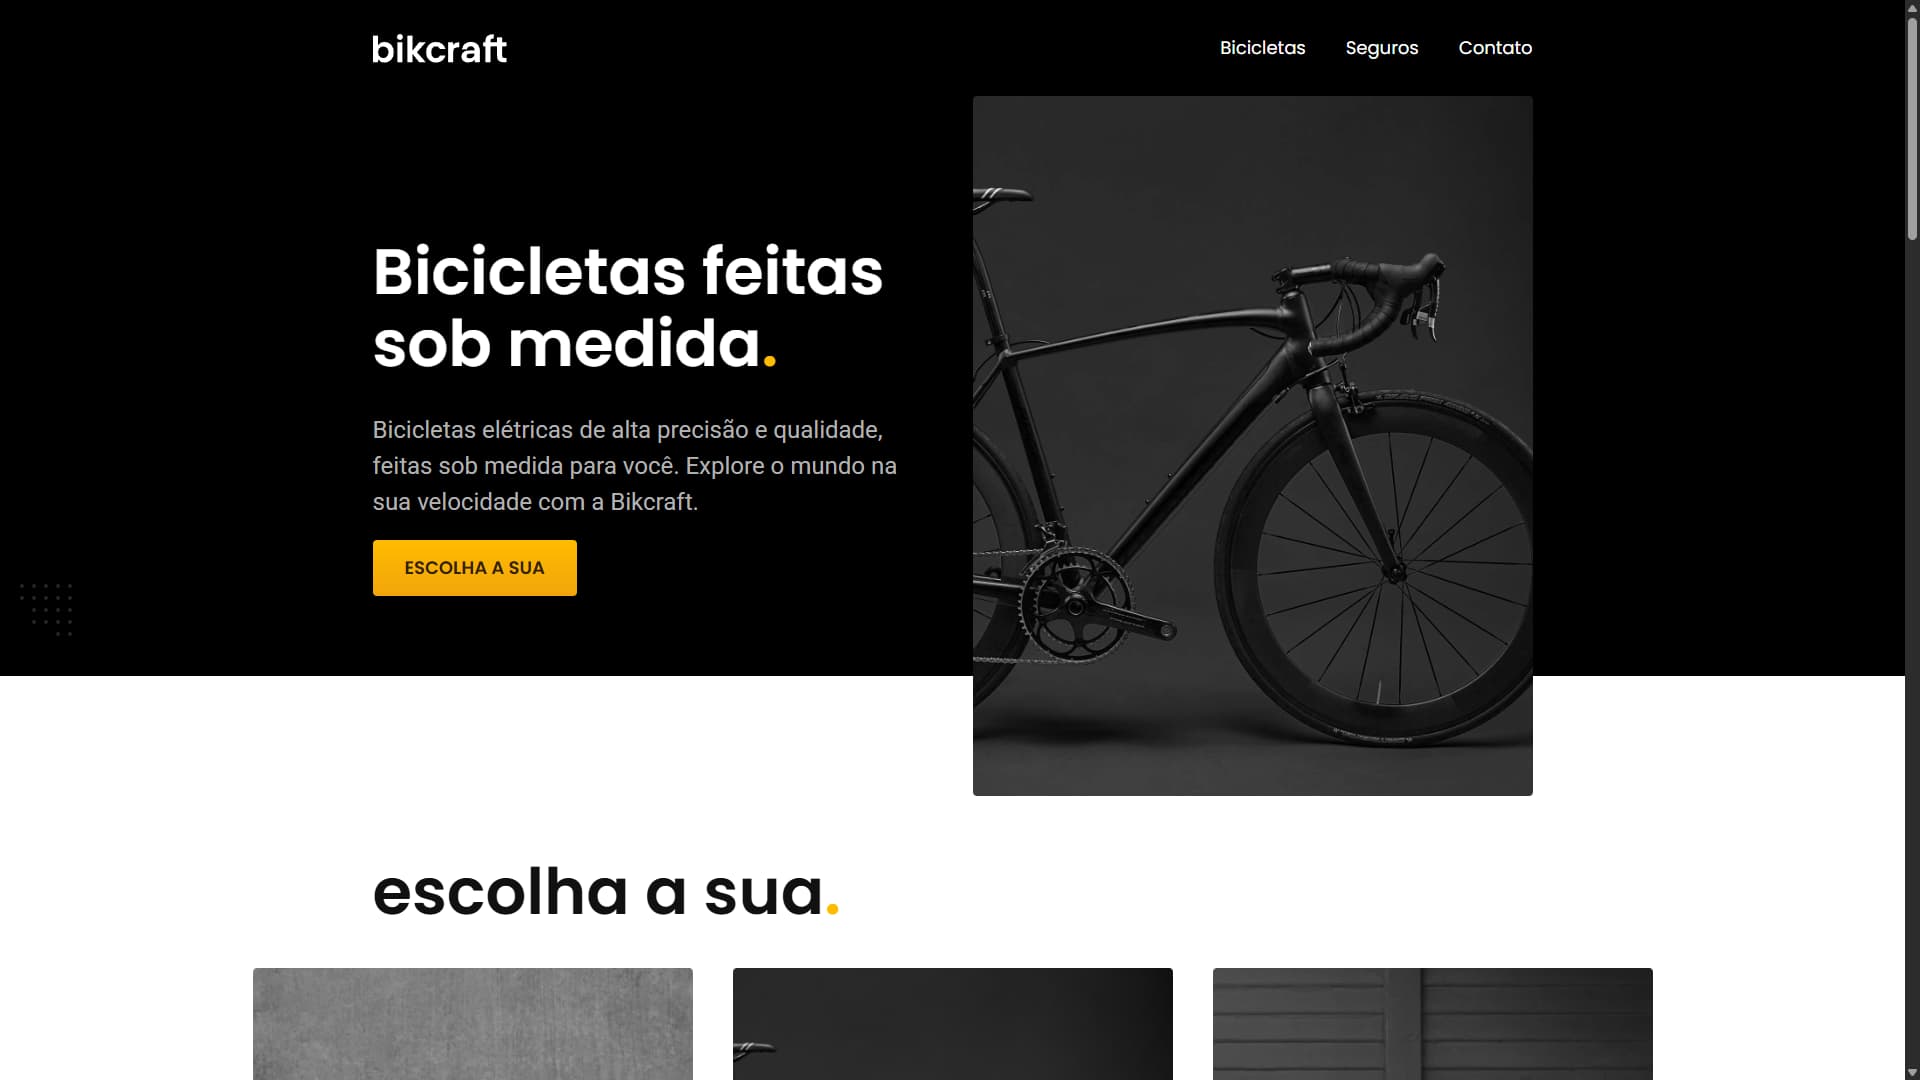 bikcraft
Bicicletas Seguros Contato
Bicicletas feitas
sob medida.
Bicicletas elétricas de alta precisão e qualidade,
feitas sob medida para você. Explore o mundo na
sua velocidade com a Bikcraft.
ESCOLHA A SUA
escolha a sua.